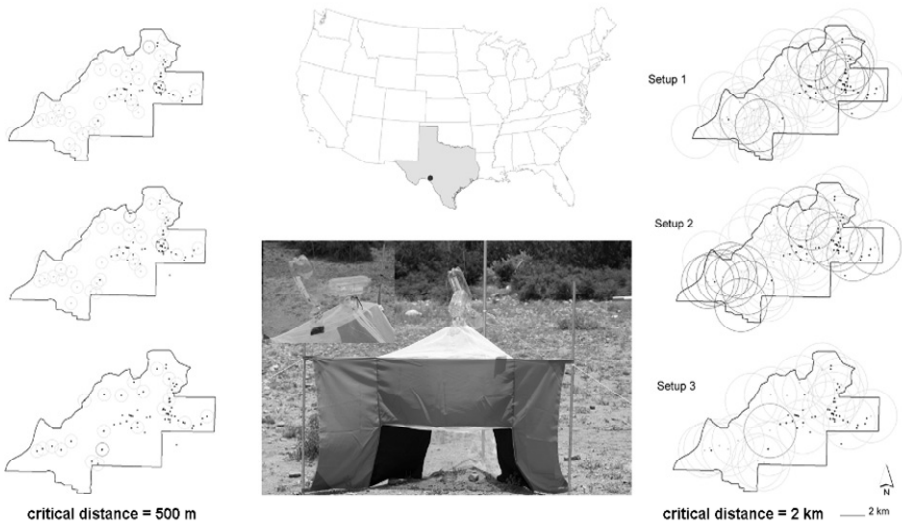 Setup 1
Setup 2
Setup 3
N
critical distance = 500 m
critical distance = 2 km
2 km